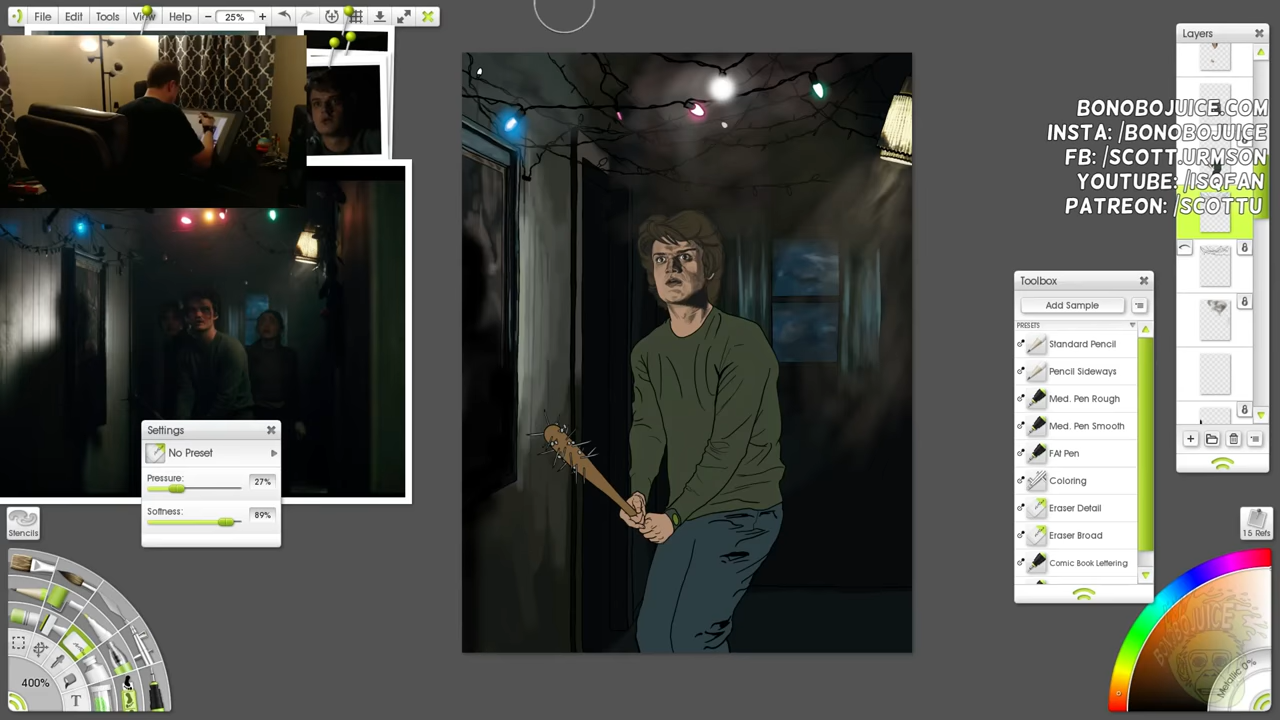 File Edit Tools View Help 25%
Layers
BONOBOJUICE.COM
INSTA: /BONOBOJUICE
FB: /SCOTT.URMSON
YOUTUBE: /ISQFAN
PATREON: /SCOTTU
Toolbox
Add Sample
PRESETS
Standard Pencil
Pencil Sideways
Med. Pen Rough
Med. Pen Smooth
FAt Pen
Coloring
Eraser Detail
Eraser Broad
Comic Book Lettering
Settings
No Preset
Pressure:
27%
Softness:
89%
Stencils
15 Refs
400%
T
BONOBOJUICE
Metallic 0%